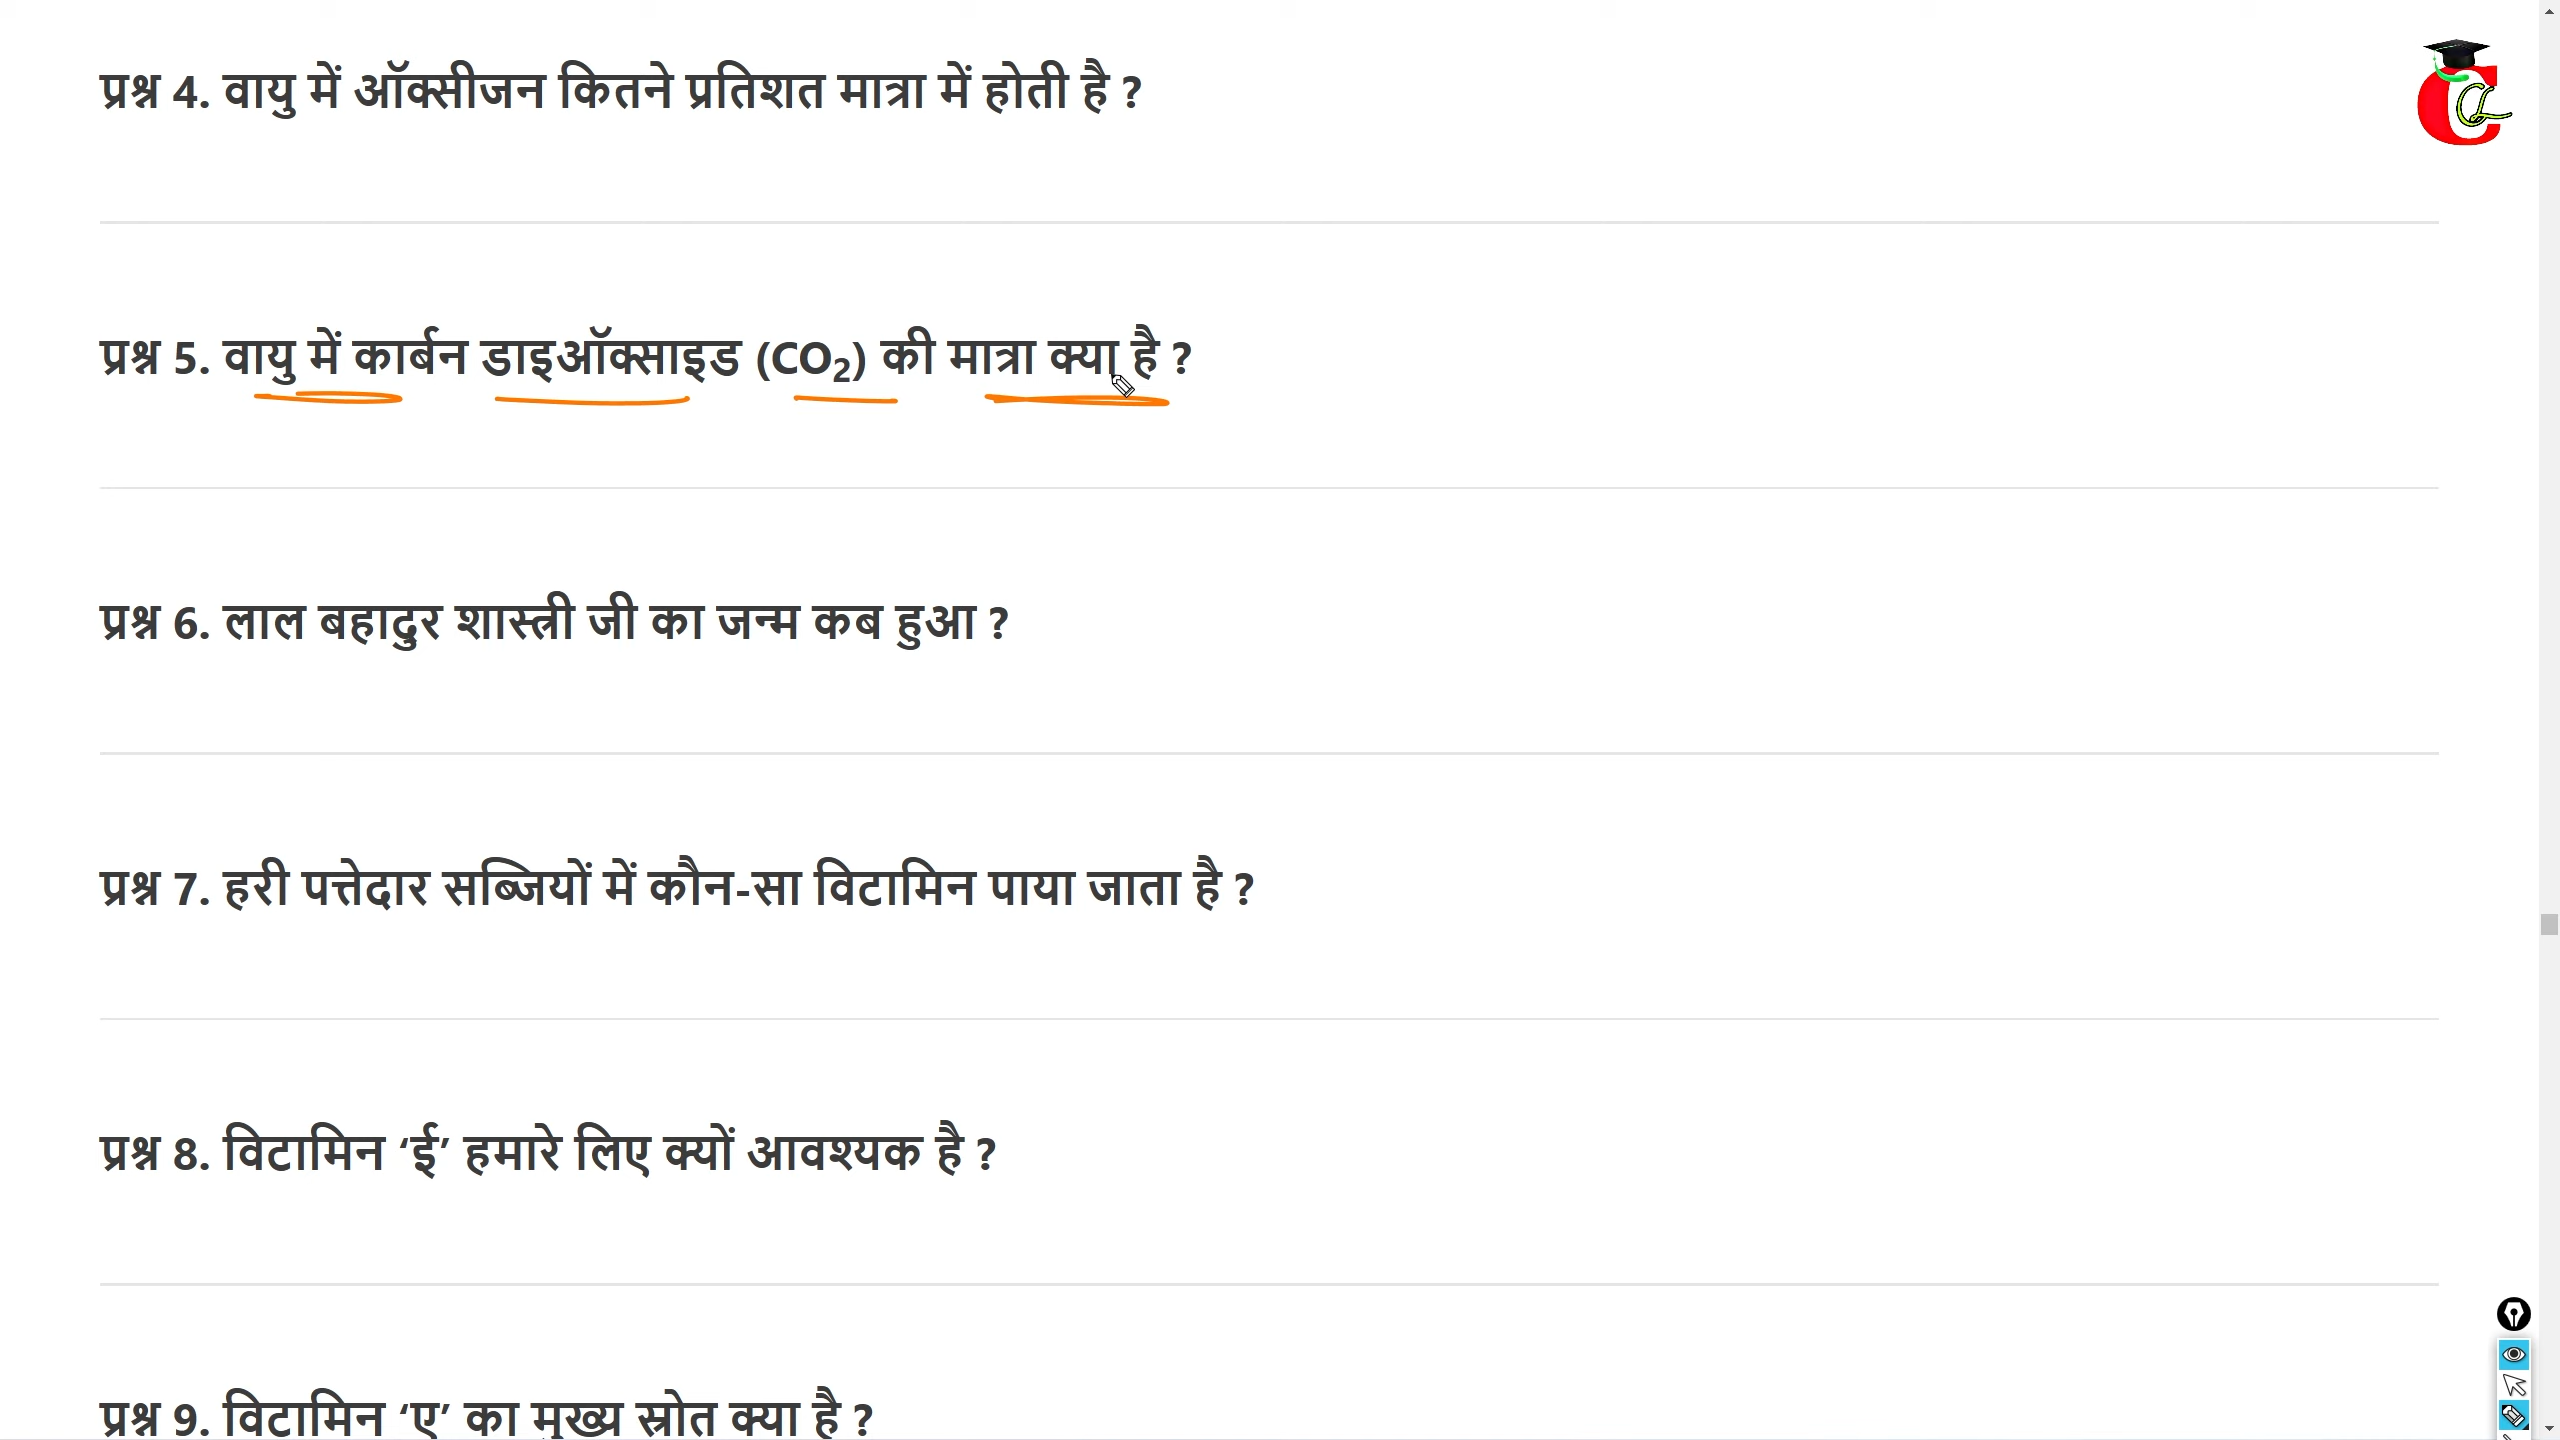 प्रश्न 4. वायु में ऑक्सीजन कितने प्रतिशत मात्रा में होती है ?
प्रश्न 5. वायु में कार्बन डाइऑक्साइड (CO₂) की मात्रा क्या है ?
प्रश्न 6. लाल बहादुर शास्त्री जी का जन्म कब हुआ ?
प्रश्न 7. हरी पत्तेदार सब्जियों में कौन-सा विटामिन पाया जाता है ?
प्रश्न 8. विटामिन ‘ई’ हमारे लिए क्यों आवश्यक है ?
प्रश्न 9. विटामिन ‘ए’ का मुख्य स्रोत क्या है ?